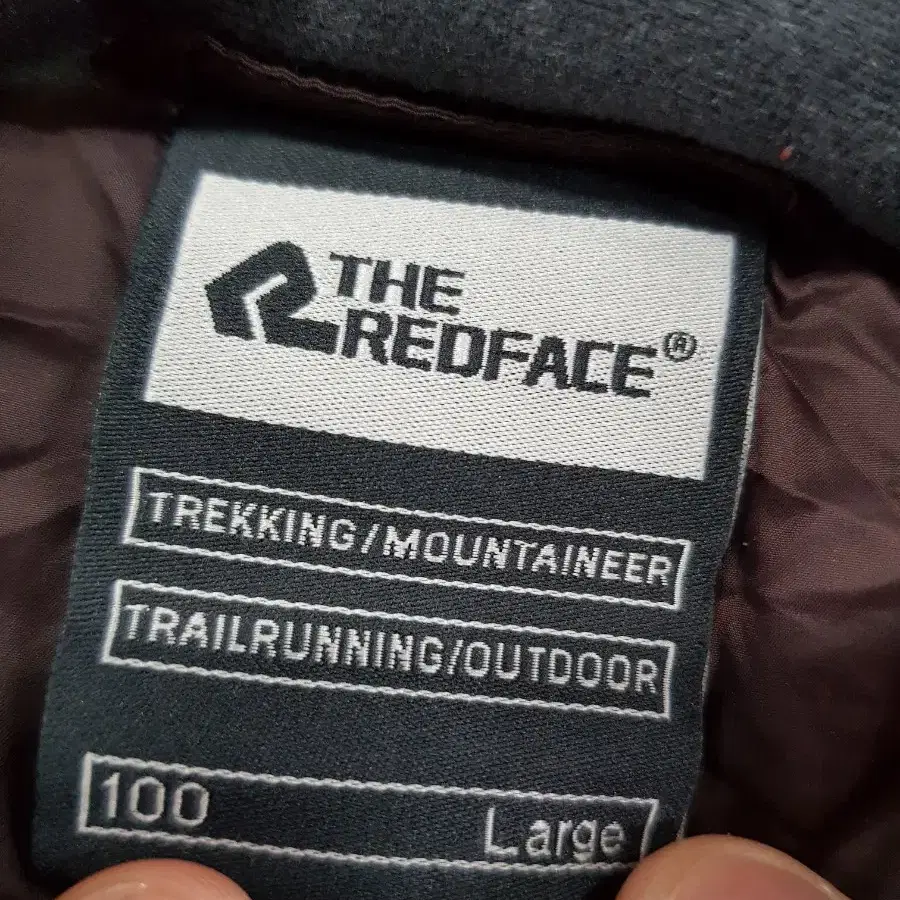 THE
REDFACE®
TREKKING/MOUNTAINEER
TRAILRUNNING/OUTDOOR
100 Large